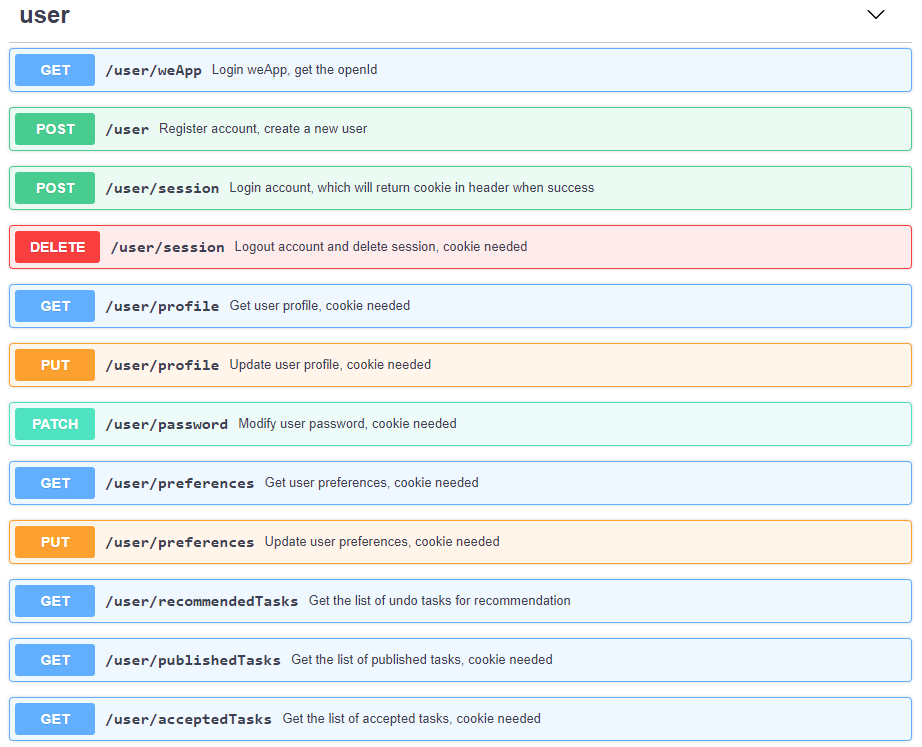 user
GET /user/weApp Login weApp, get the openId
POST /user Register account, create a new user
POST /user/session Login account, which will return cookie in header when success
DELETE /user/session Logout account and delete session, cookie needed
GET /user/profile Get user profile, cookie needed
PUT /user/profile Update user profile, cookie needed
PATCH /user/password Modify user password, cookie needed
GET /user/preferences Get user preferences, cookie needed
PUT /user/preferences Update user preferences, cookie needed
GET /user/recommendedTasks Get the list of undo tasks for recommendation
GET /user/publishedTasks Get the list of published tasks, cookie needed
GET /user/acceptedTasks Get the list of accepted tasks, cookie needed